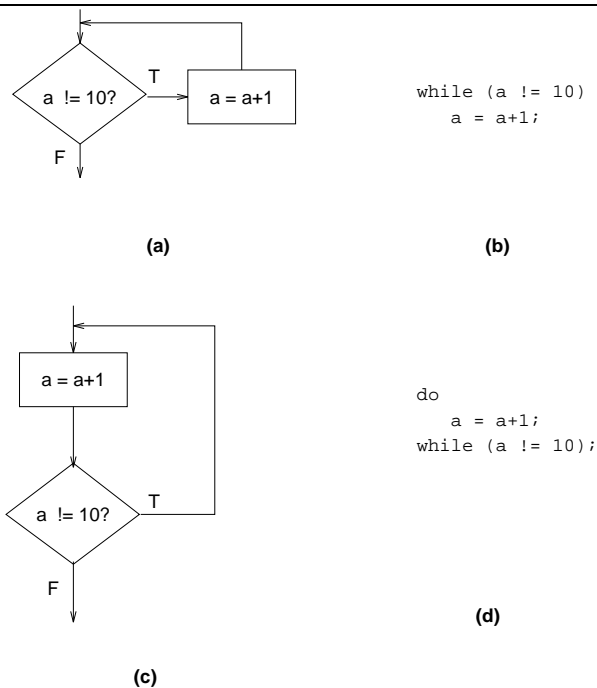 T
a != 10?
a = a+1
F
while (a != 10)
a = a+1;
(a)
(b)
a = a+1
a != 10?
T
F
do
a = a+1;
while (a != 10);
(d)
(c)